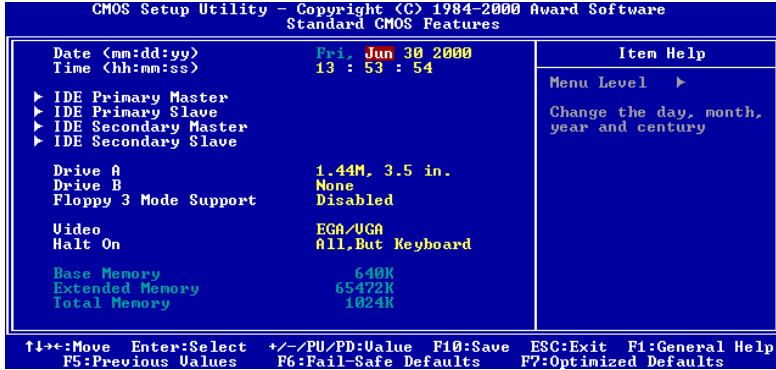 CMOS Setup Utility – Copyright (C) 1984-2000 Award Software
Standard CMOS Features
Date (mm:dd:yy) Fri, Jun 30 2000
Time (hh:mm:ss) 13 : 53 : 54
▶ IDE Primary Master
▶ IDE Primary Slave
▶ IDE Secondary Master
▶ IDE Secondary Slave
Drive A 1.44M, 3.5 in.
Drive B None
Floppy 3 Mode Support Disabled
Video EGA/VGA
Halt On All,But Keyboard
Base Memory 640K
Extended Memory 65472K
Total Memory 1024K
Item Help
Menu Level ▶
Change the day, month,
year and century
↑↓→←:Move Enter:Select +/-/PU/PD:Value F10:Save ESC:Exit F1:General Help
F5:Previous Values F6:Fail-Safe Defaults F7:Optimized Defaults